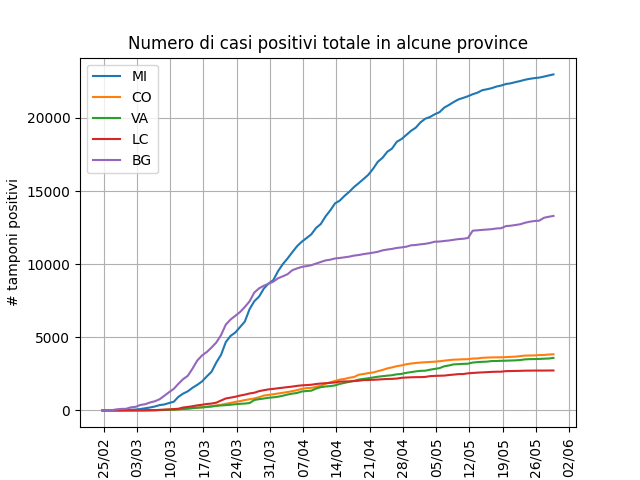 Numero di casi positivi totale in alcune province
MI
CO
VA
LC
BG
# tamponi positivi
20000
15000
10000
5000
0
25/02
03/03
10/03
17/03
24/03
31/03
07/04
14/04
21/04
28/04
05/05
12/05
19/05
26/05
02/06